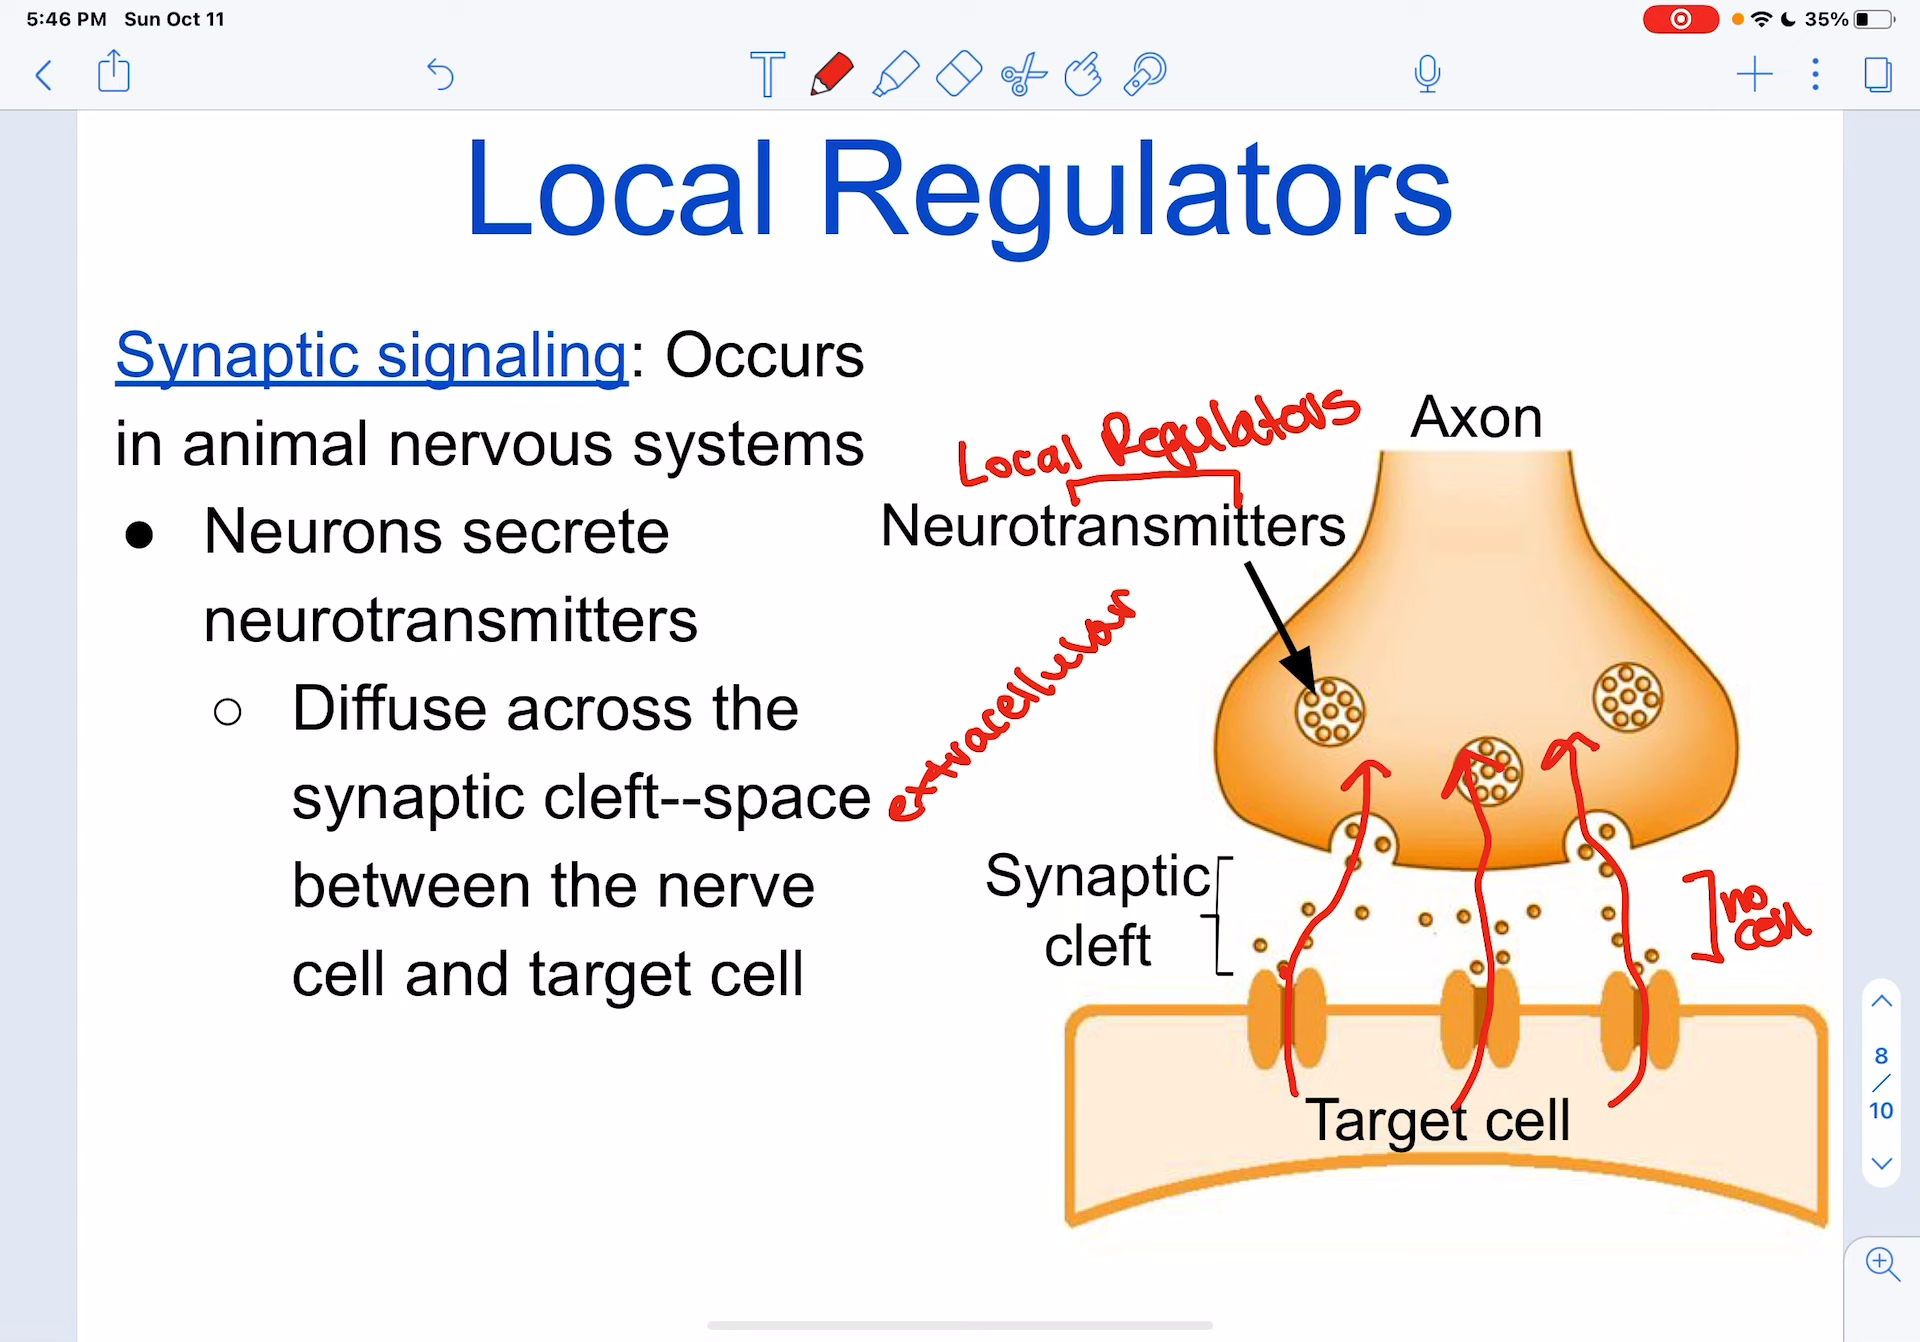 5:46 PM Sun Oct 11
35%
Local Regulators
Synaptic signaling: Occurs
in animal nervous systems
● Neurons secrete
neurotransmitters
○ Diffuse across the
synaptic cleft--space
between the nerve
cell and target cell
extracellular
Local Regulators
Neurotransmitters
Axon
Synaptic
cleft
no
cell
Target cell
8
/
10